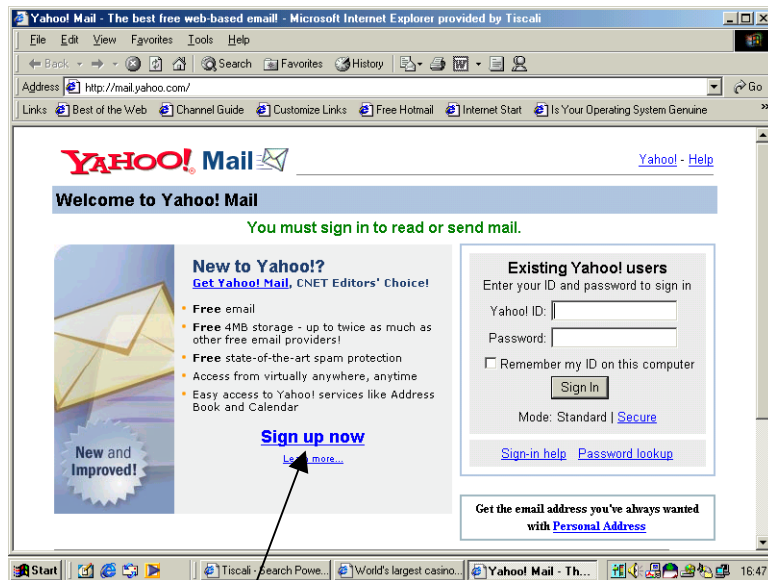 Yahoo! Mail - The best free web-based email! - Microsoft Internet Explorer provided by Tiscali
File Edit View Favorites Tools Help
Back Search Favorites History
Address http://mail.yahoo.com/ Go
Links Best of the Web Channel Guide Customize Links Free Hotmail Internet Start Is Your Operating System Genuine »
YAHOO! Mail
Yahoo! - Help
Welcome to Yahoo! Mail
You must sign in to read or send mail.
New to Yahoo!?
Get Yahoo! Mail, CNET Editors' Choice!
Free email
Free 4MB storage - up to twice as much as
other free email providers!
Free state-of-the-art spam protection
Access from virtually anywhere, anytime
Easy access to Yahoo! services like Address
Book and Calendar
Sign up now
Learn more...
New and
Improved!
Existing Yahoo! users
Enter your ID and password to sign in
Yahoo! ID:
Password:
Remember my ID on this computer
Sign In
Mode: Standard | Secure
Sign-in help Password lookup
Get the email address you've always wanted
with Personal Address
Start Tiscali - Search Powe... World's largest casino... Yahoo! Mail - Th... 16:47